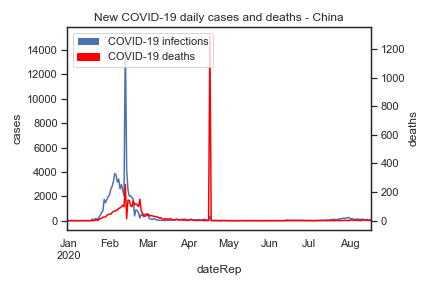 New COVID-19 daily cases and deaths - China
COVID-19 infections
COVID-19 deaths
14000
12000
10000
8000
6000
4000
2000
0
cases
1200
1000
800
600
400
200
0
deaths
Jan Feb Mar Apr May Jun Jul Aug
2020
dateRep